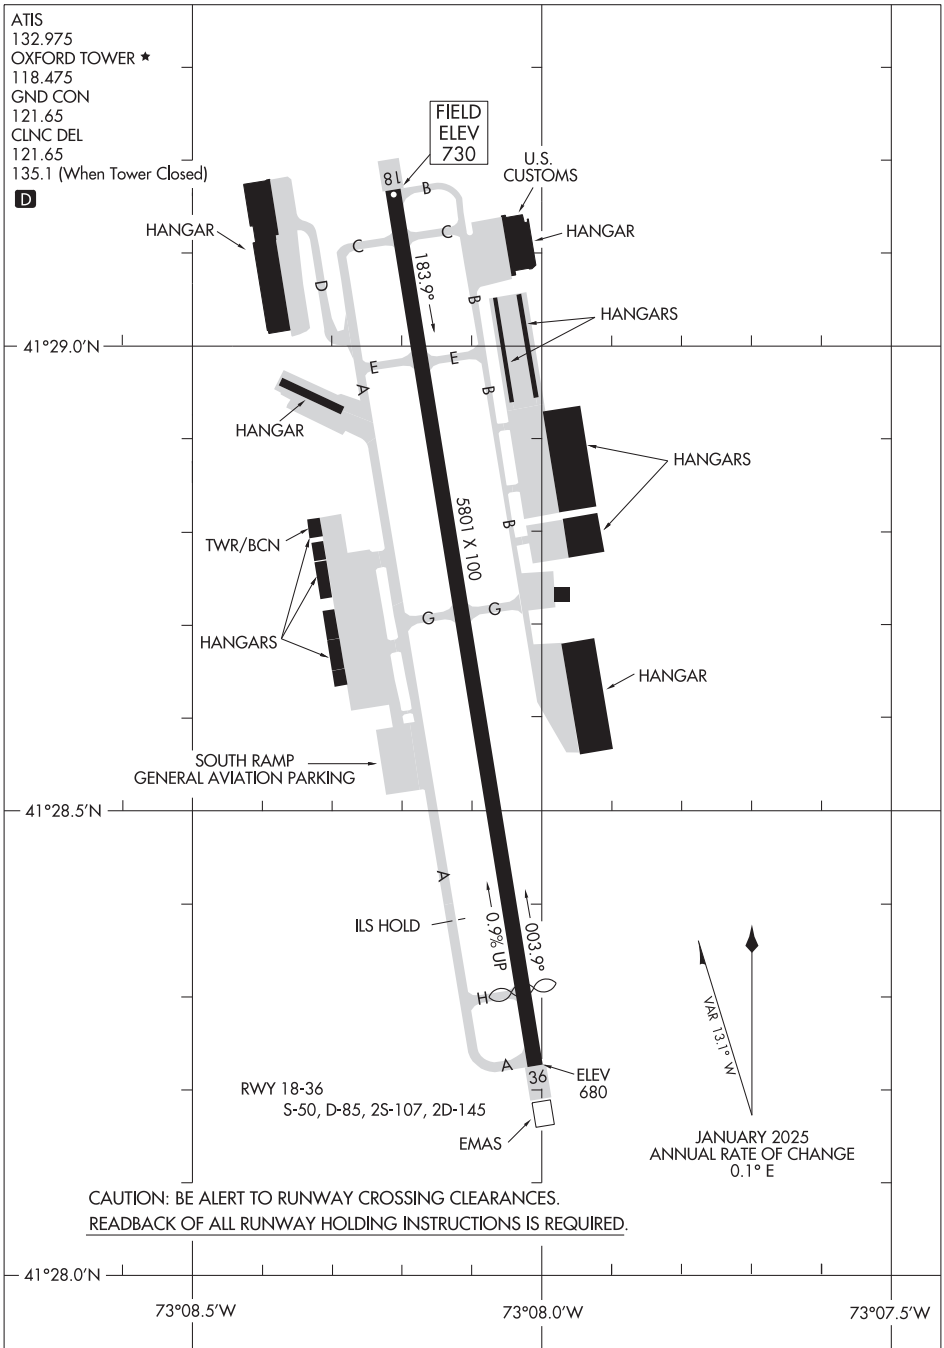 ATIS
132.975
OXFORD TOWER ★
118.475
GND CON
121.65
CLNC DEL
121.65
135.1 (When Tower Closed)
D
FIELD
ELEV
730
U.S.
CUSTOMS
18
B
HANGAR
C
C
HANGAR
183.9°
D
B
HANGARS
41°29.0'N
E
E
A
B
HANGAR
HANGARS
5801 X 100
B
TWR/BCN
G
G
HANGARS
HANGAR
SOUTH RAMP
GENERAL AVIATION PARKING
41°28.5'N
A
ILS HOLD
0.9% UP
003.9°
H
VAR 13.1° W
A
36
ELEV
680
RWY 18-36
S-50, D-85, 2S-107, 2D-145
EMAS
JANUARY 2025
ANNUAL RATE OF CHANGE
0.1° E
CAUTION: BE ALERT TO RUNWAY CROSSING CLEARANCES.
READBACK OF ALL RUNWAY HOLDING INSTRUCTIONS IS REQUIRED.
41°28.0'N
73°08.5'W
73°08.0'W
73°07.5'W